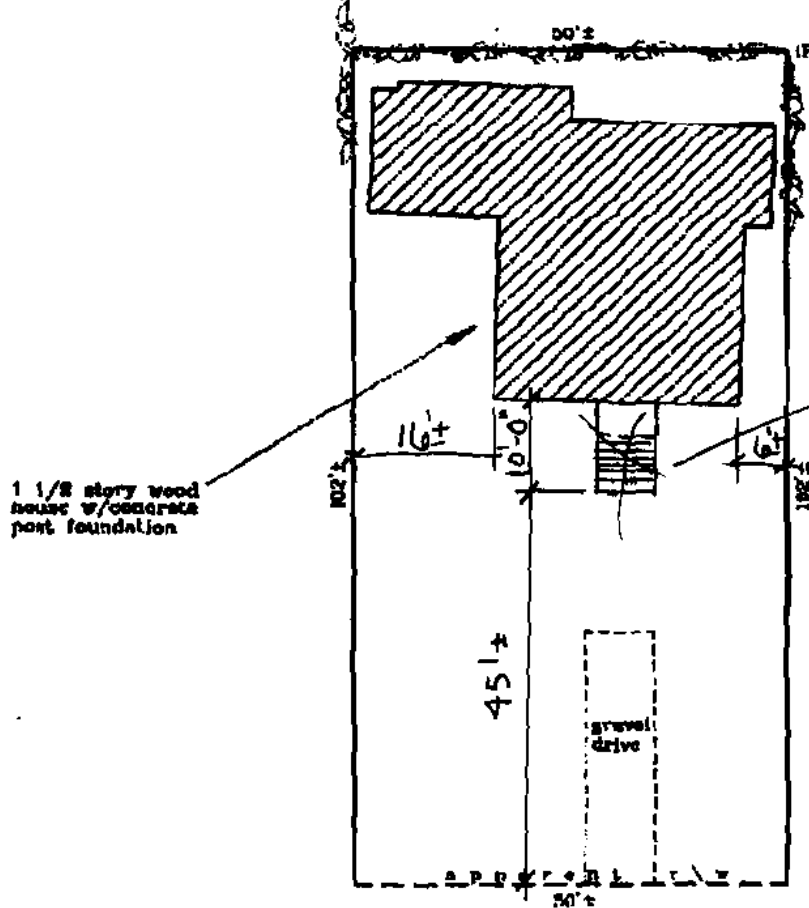 50'±
16'±
10'-0"
6'±
102'±
102'±
1 1/2 story wood
house w/concrete
post foundation
45'±
gravel
drive
apparent r\w
50'±